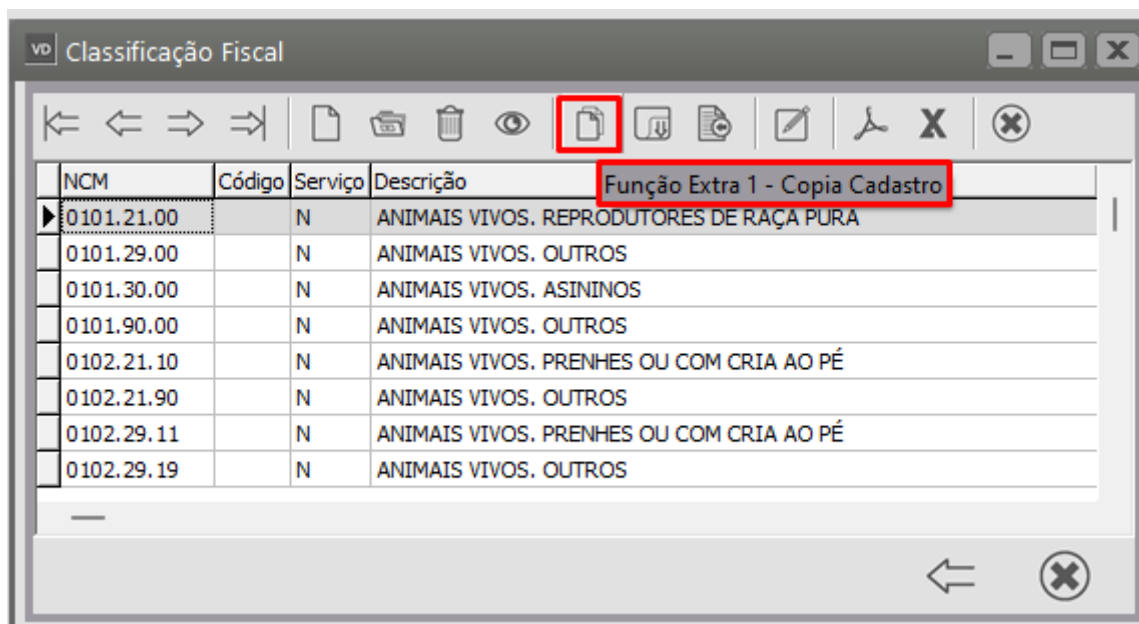 VD Classificação Fiscal
X
NCM Código Serviço Descrição
Função Extra 1 - Copia Cadastro
0101.21.00 N ANIMAIS VIVOS. REPRODUTORES DE RAÇA PURA
0101.29.00 N ANIMAIS VIVOS. OUTROS
0101.30.00 N ANIMAIS VIVOS. ASININOS
0101.90.00 N ANIMAIS VIVOS. OUTROS
0102.21.10 N ANIMAIS VIVOS. PRENHES OU COM CRIA AO PÉ
0102.21.90 N ANIMAIS VIVOS. OUTROS
0102.29.11 N ANIMAIS VIVOS. PRENHES OU COM CRIA AO PÉ
0102.29.19 N ANIMAIS VIVOS. OUTROS